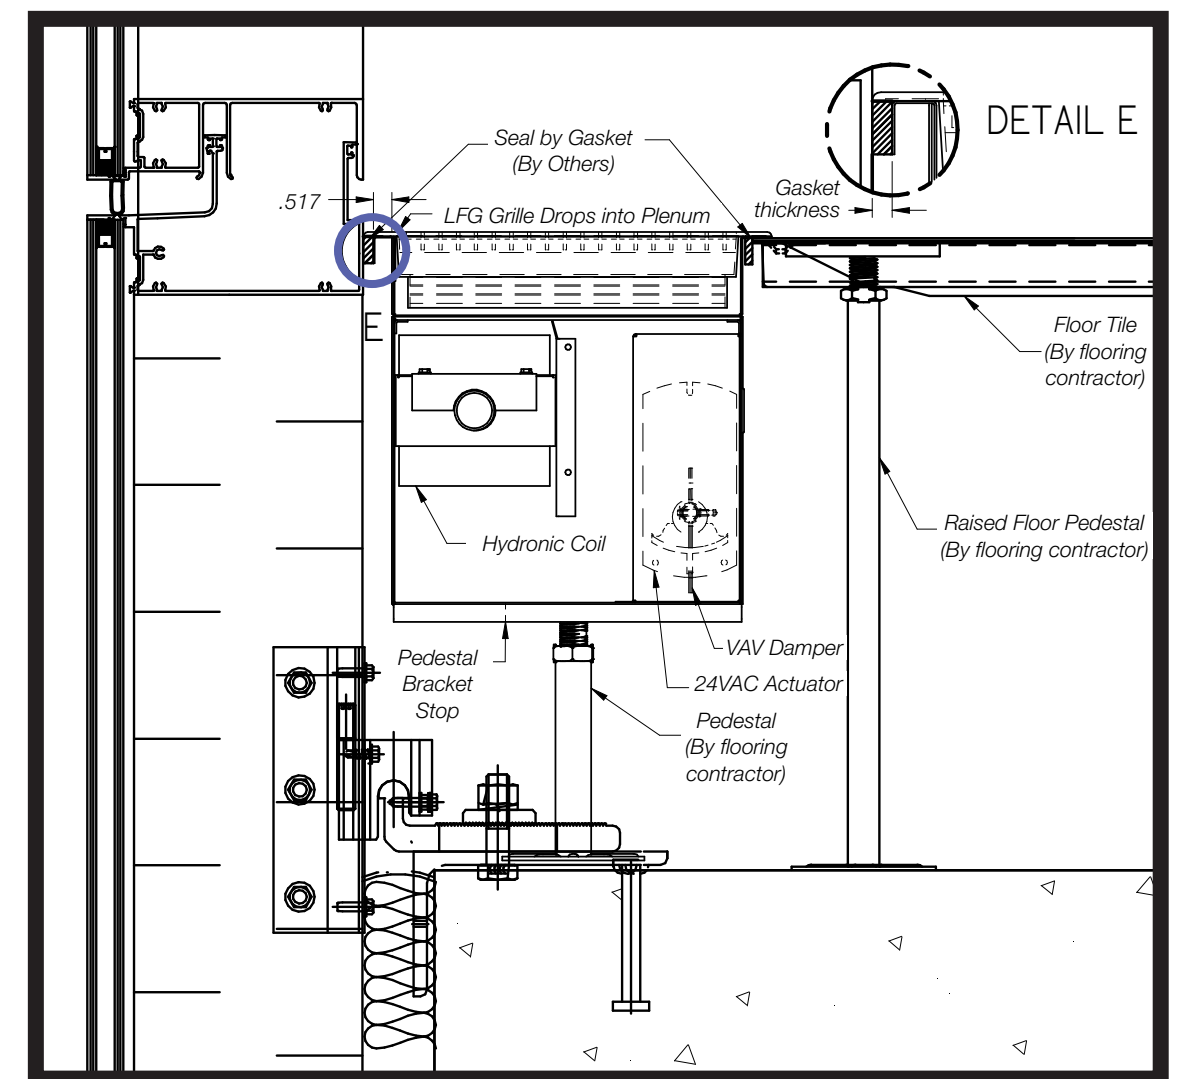 DETAIL E
Seal by Gasket
(By Others)
Gasket
thickness
.517
LFG Grille Drops into Plenum
E
Floor Tile
(By flooring
contractor)
Raised Floor Pedestal
(By flooring contractor)
Hydronic Coil
VAV Damper
Pedestal
Bracket
Stop
24VAC Actuator
Pedestal
(By flooring
contractor)